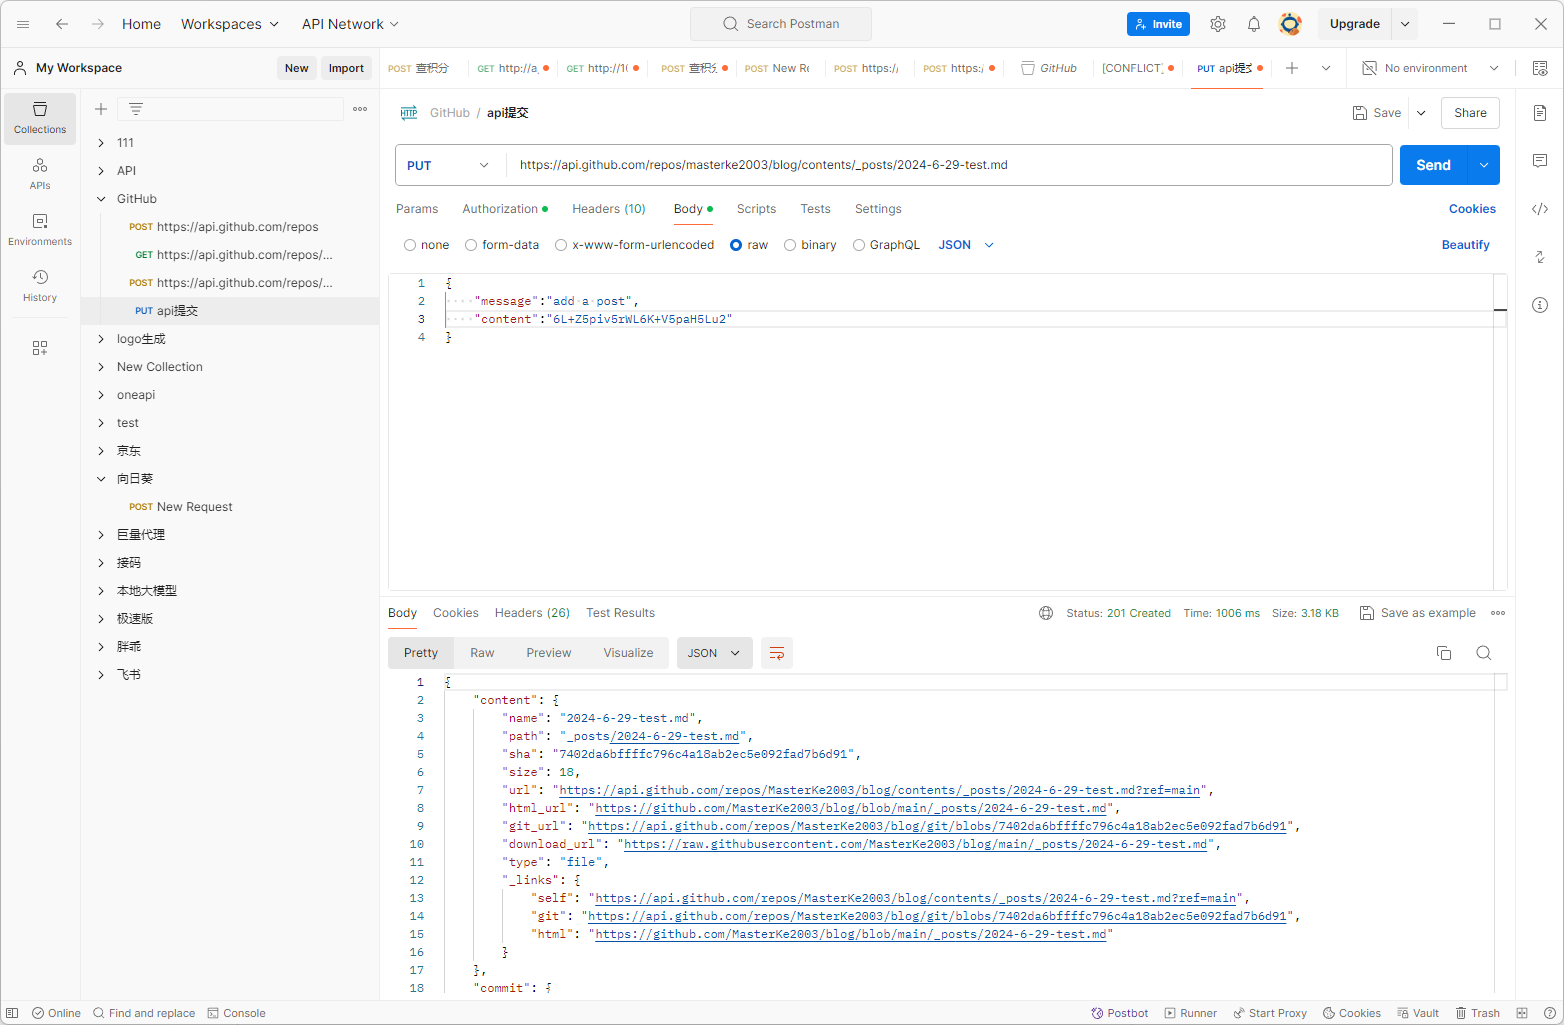 Home Workspaces API Network Search Postman Invite Upgrade
My Workspace New Import POST 查积分 GET http://a POST查积分 GET http://1( POST New Re POST https:/ POST https: GitHub [CONFLICT] PUT api提交 No environment
Collections
APIs
Environments
History
111
API
GitHub
POST https://api.github.com/repos
GET https://api.github.com/repos/...
POST https://api.github.com/repos/...
PUT api提交
logo生成
New Collection
oneapi
test
京东
向日葵
POST New Request
巨量代理
接码
本地大模型
极速版
胖乖
飞书
HTTP GitHub / api提交 Save Share
PUT https://api.github.com/repos/masterke2003/blog/contents/_posts/2024-6-29-test.md Send
Params Authorization Headers (10) Body Scripts Tests Settings Cookies
none form-data x-www-form-urlencoded raw binary GraphQL JSON Beautify
1 {
2 "message":"add a post",
3 "content":"6L+Z5piv5rWL6K+V5paH5Lu2"
4 }
Body Cookies Headers (26) Test Results Status: 201 Created Time: 1006 ms Size: 3.18 KB Save as example
Pretty Raw Preview Visualize JSON
1 {
2 "content": {
3 "name": "2024-6-29-test.md",
4 "path": "_posts/2024-6-29-test.md",
5 "sha": "7402da6bffffc796c4a18ab2ec5e092fad7b6d91",
6 "size": 18,
7 "url": "https://api.github.com/repos/MasterKe2003/blog/contents/_posts/2024-6-29-test.md?ref=main",
8 "html_url": "https://github.com/MasterKe2003/blog/blob/main/_posts/2024-6-29-test.md",
9 "git_url": "https://api.github.com/repos/MasterKe2003/blog/git/blobs/7402da6bffffc796c4a18ab2ec5e092fad7b6d91",
10 "download_url": "https://raw.githubusercontent.com/MasterKe2003/blog/main/_posts/2024-6-29-test.md",
11 "type": "file",
12 "_links": {
13 "self": "https://api.github.com/repos/MasterKe2003/blog/contents/_posts/2024-6-29-test.md?ref=main",
14 "git": "https://api.github.com/repos/MasterKe2003/blog/git/blobs/7402da6bffffc796c4a18ab2ec5e092fad7b6d91",
15 "html": "https://github.com/MasterKe2003/blog/blob/main/_posts/2024-6-29-test.md"
16 }
17 },
18 "commit": {
Online Find and replace Console Postbot Runner Start Proxy Cookies Vault Trash